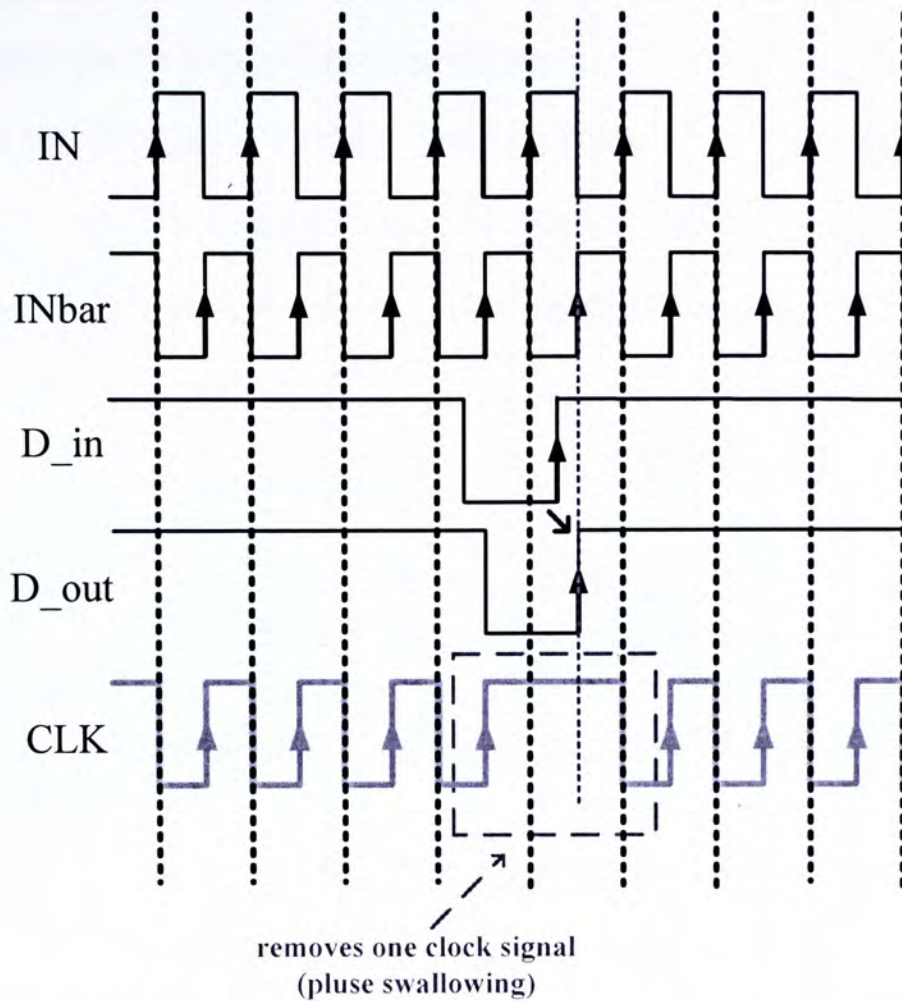 IN
INbar
D_in
D_out
CLK
removes one clock signal
(pluse swallowing)